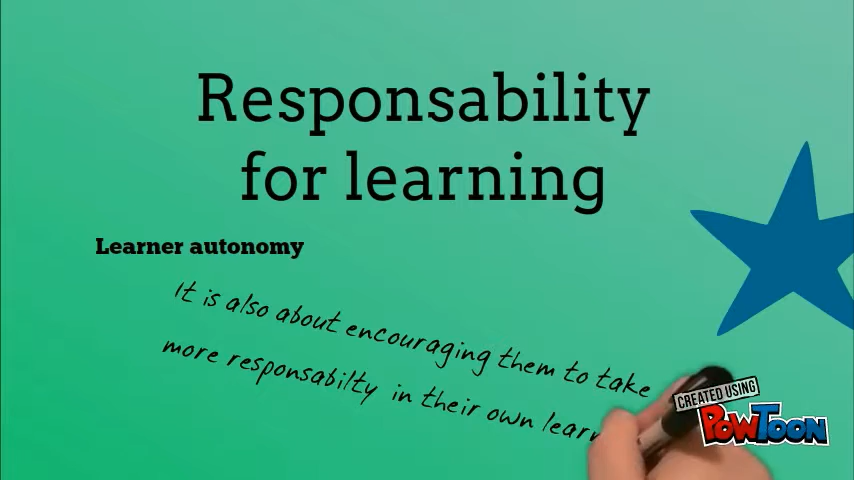 Responsability
for learning
Learner autonomy
It is also about encouraging them to take
more responsabilty in their own learn
CREATED USING
POWTOON